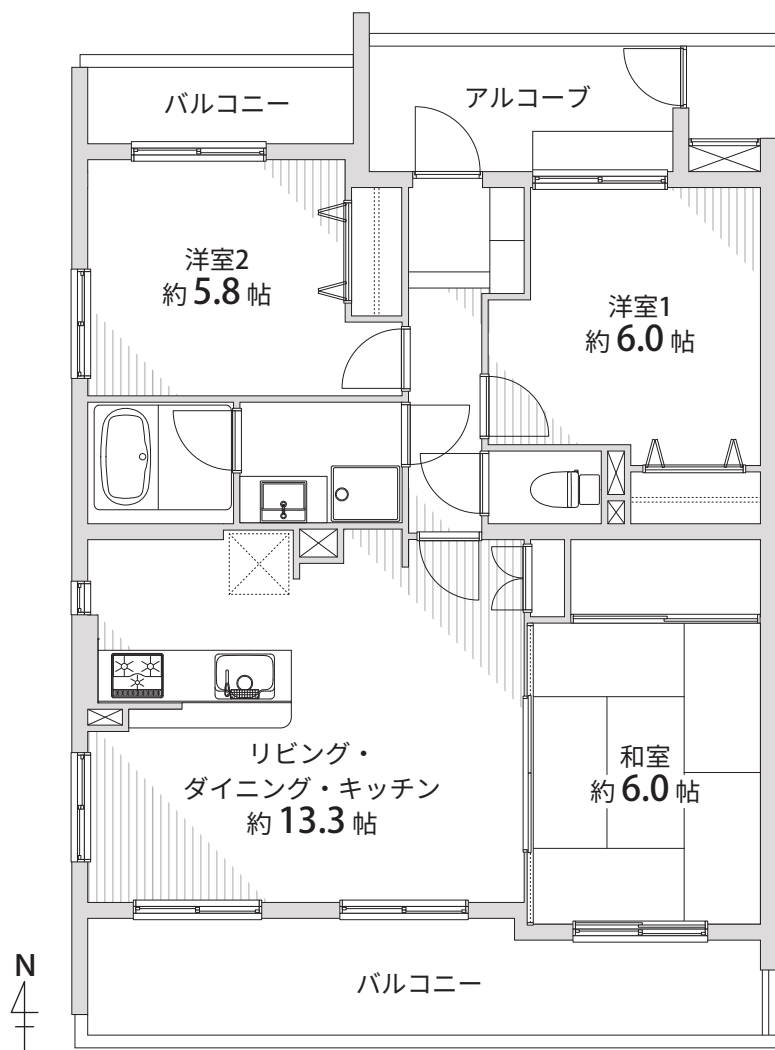 バルコニー
アルコーブ
洋室2
約 5.8 帖
洋室1
約 6.0 帖
リビング・
ダイニング・キッチン
約 13.3 帖
和室
約 6.0 帖
バルコニー
N